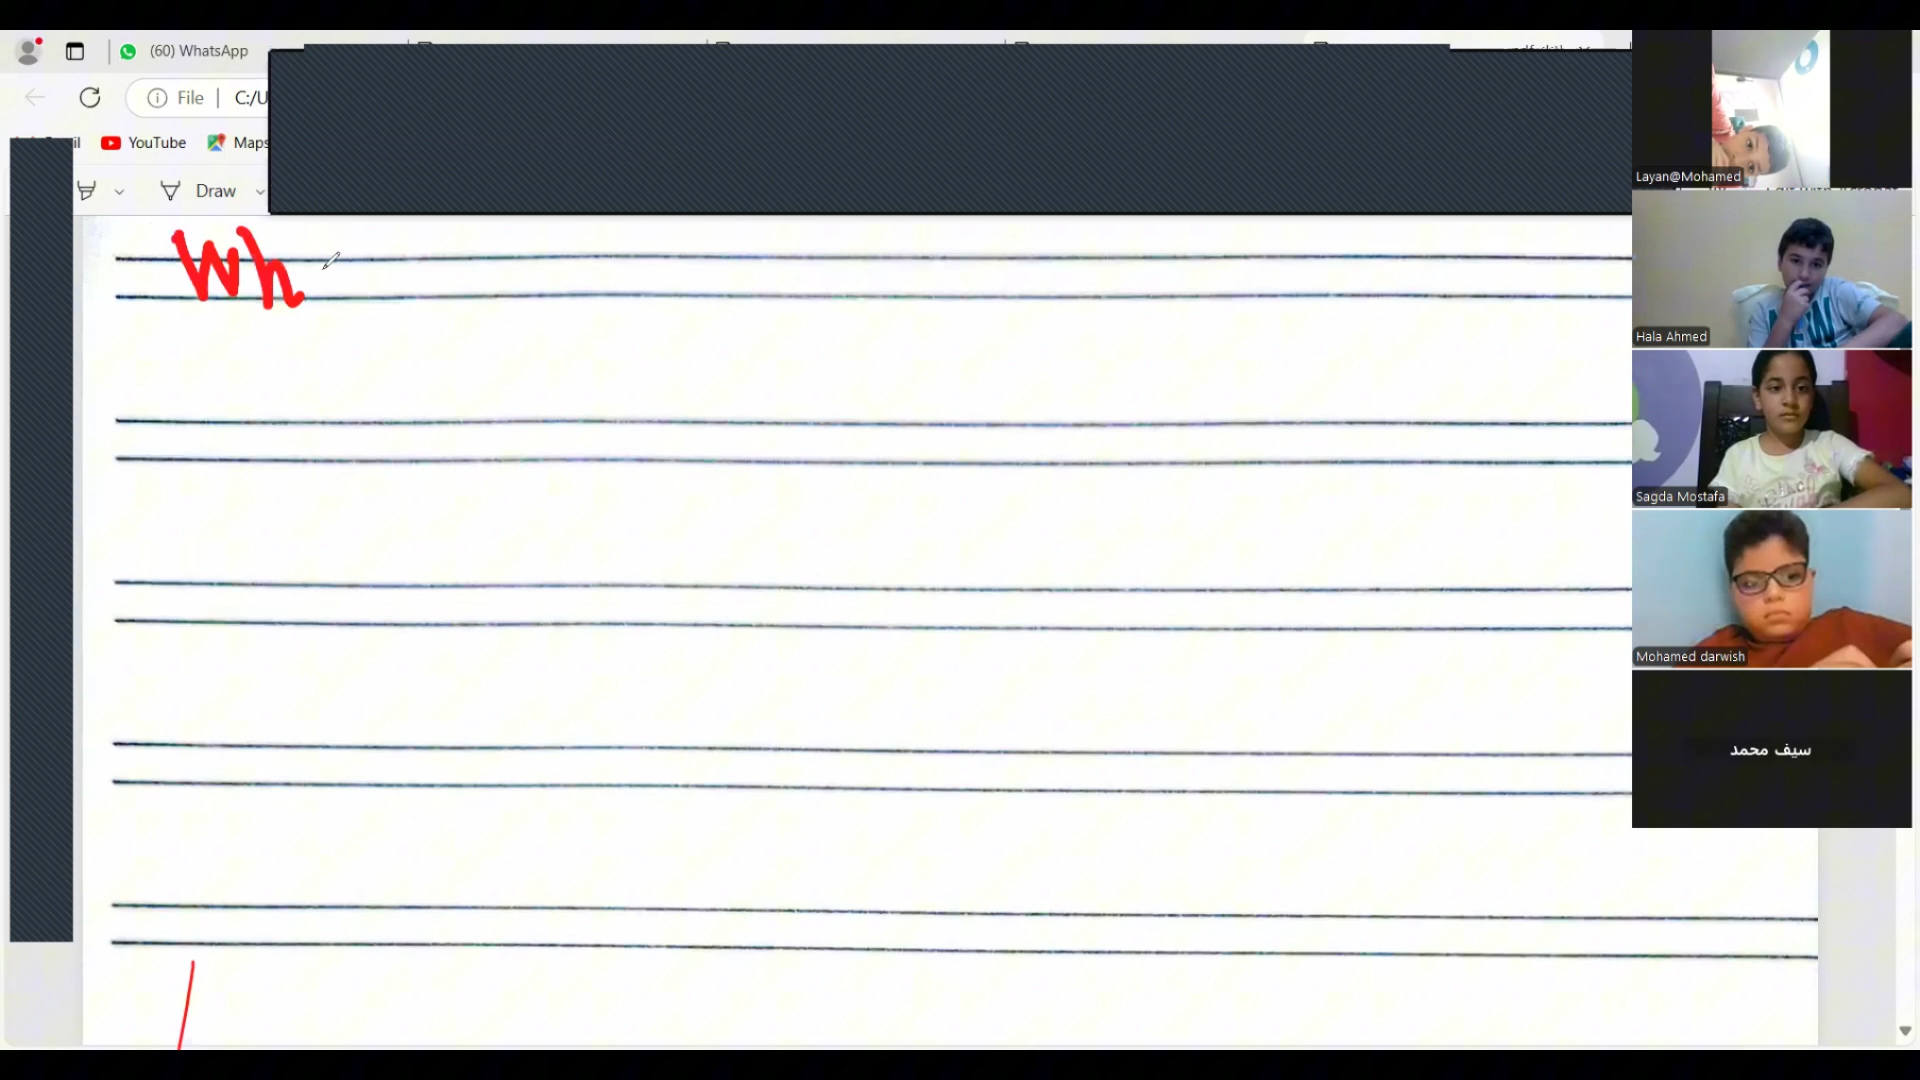 (60) WhatsApp
File | C:/U
YouTube Maps
Draw
Wh
Layan@Mohamed
Hala Ahmed
Sagda Mostafa
Mohamed darwish
سيف محمد